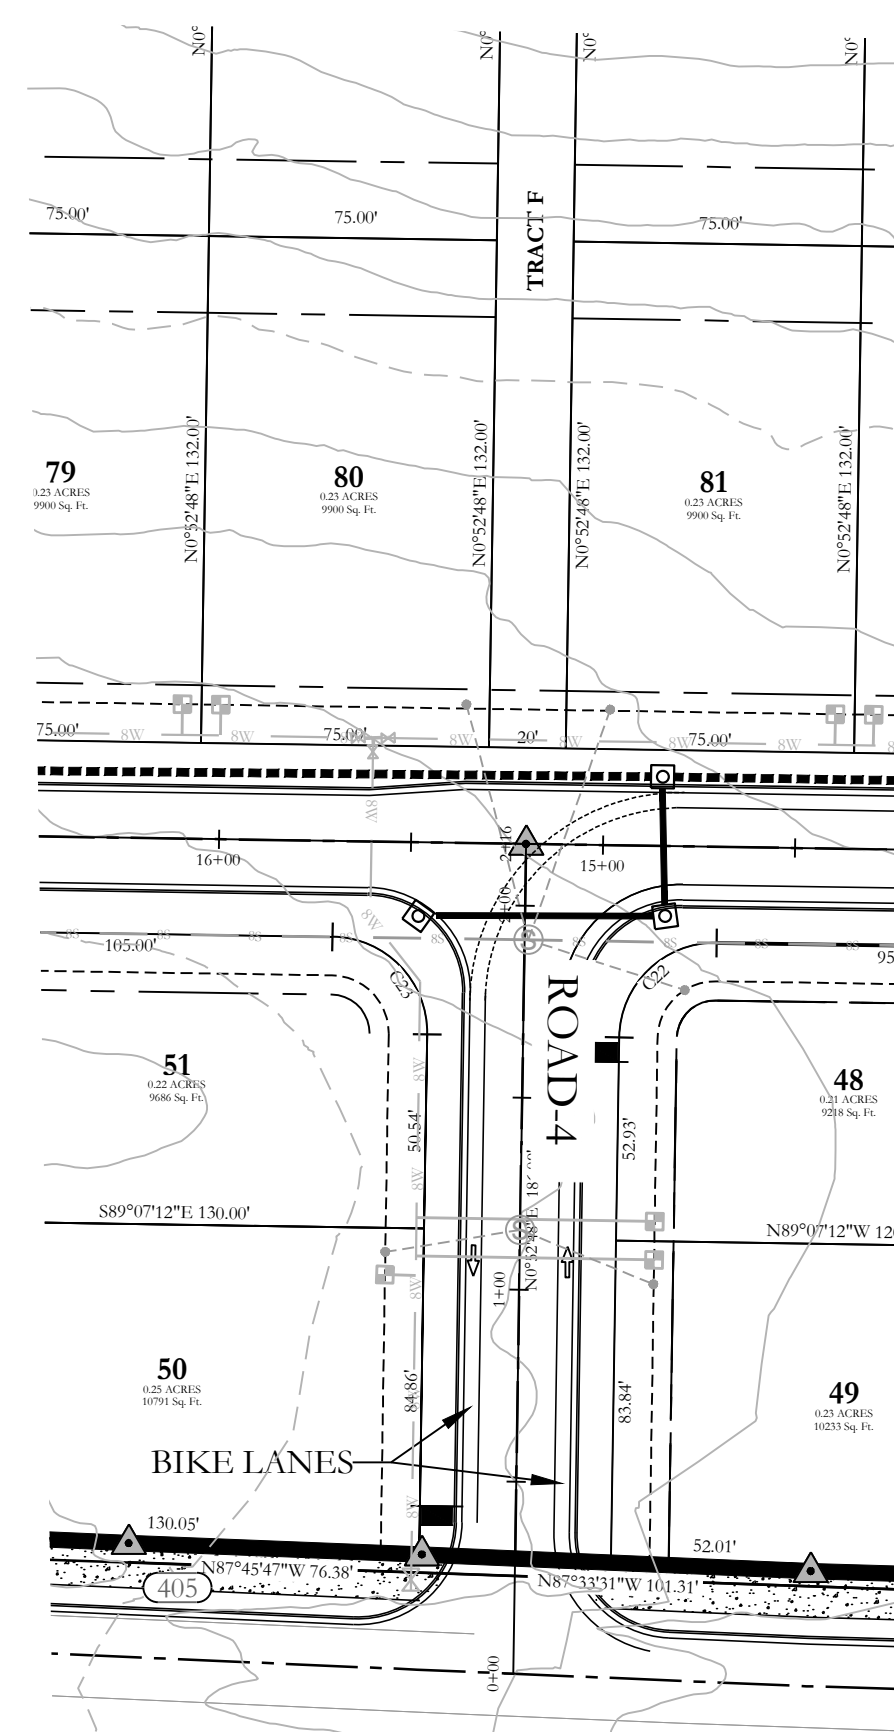 N0°
N0°
N0°
N0°
75.00'
75.00'
75.00'
TRACT F
N0°52'48"E 132.00'
N0°52'48"E 132.00'
N0°52'48"E 132.00'
N0°52'48"E 132.00'
79
0.23 ACRES
9900 Sq. Ft.
80
0.23 ACRES
9900 Sq. Ft.
81
0.23 ACRES
9900 Sq. Ft.
75.00'
8W
8W
75.00'
8W
20'
8W
75.00'
8W
8W
2+16
16+00
15+00
8W
8S
105.00'
8S
8S
8S
8S
S
8S
8S
8S
8S
95
C23
C22
ROAD-4
51
0.22 ACRES
9686 Sq. Ft.
48
0.21 ACRES
9218 Sq. Ft.
8W
50.54'
52.93'
8W
S89°07'12"E 130.00'
N89°07'12"W 120
S
N0°52'48"E
8W
1+00
50
0.25 ACRES
10791 Sq. Ft.
84.86'
83.84'
49
0.23 ACRES
10233 Sq. Ft.
BIKE LANES
8W
130.05'
52.01'
N87°45'47"W 76.38'
N87°33'31"W 101.31'
405
0+00